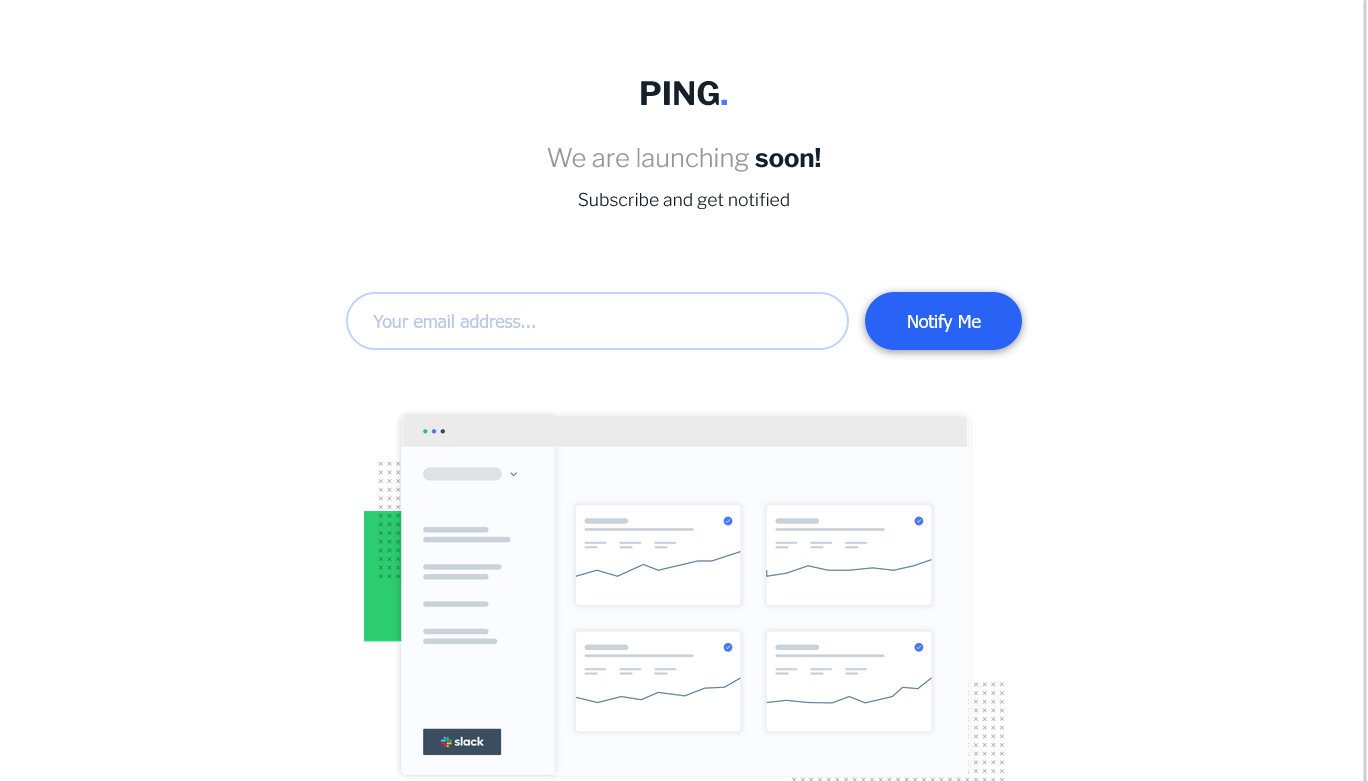 PING.
We are launching soon!
Subscribe and get notified
Your email address...
Notify Me
slack